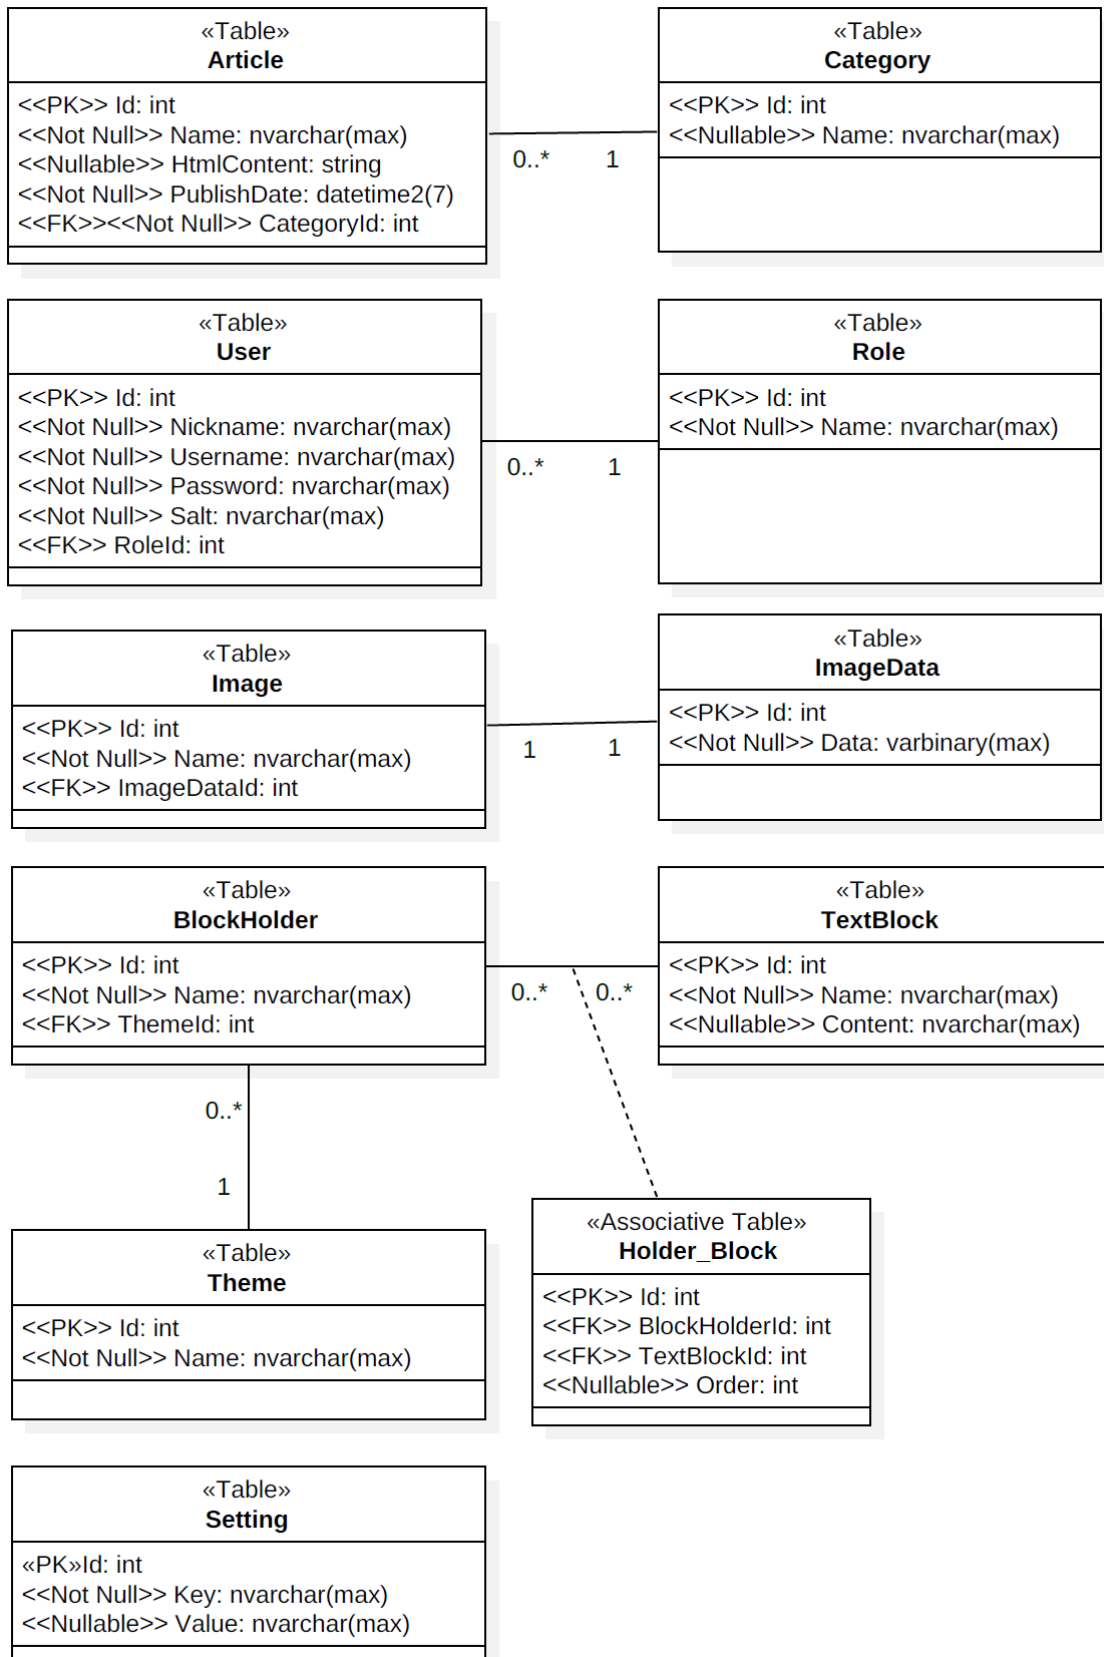 «Table»
Article
<<PK>> Id: int
<<Not Null>> Name: nvarchar(max)
<<Nullable>> HtmlContent: string
<<Not Null>> PublishDate: datetime2(7)
<<FK>><<Not Null>> CategoryId: int
0..* 1
«Table»
Category
<<PK>> Id: int
<<Nullable>> Name: nvarchar(max)
«Table»
User
<<PK>> Id: int
<<Not Null>> Nickname: nvarchar(max)
<<Not Null>> Username: nvarchar(max)
<<Not Null>> Password: nvarchar(max)
<<Not Null>> Salt: nvarchar(max)
<<FK>> RoleId: int
0..* 1
«Table»
Role
<<PK>> Id: int
<<Not Null>> Name: nvarchar(max)
«Table»
Image
<<PK>> Id: int
<<Not Null>> Name: nvarchar(max)
<<FK>> ImageDataId: int
1 1
«Table»
ImageData
<<PK>> Id: int
<<Not Null>> Data: varbinary(max)
«Table»
BlockHolder
<<PK>> Id: int
<<Not Null>> Name: nvarchar(max)
<<FK>> ThemeId: int
0..* 0..*
«Table»
TextBlock
<<PK>> Id: int
<<Not Null>> Name: nvarchar(max)
<<Nullable>> Content: nvarchar(max)
0..*
1
«Table»
Theme
<<PK>> Id: int
<<Not Null>> Name: nvarchar(max)
«Associative Table»
Holder_Block
<<PK>> Id: int
<<FK>> BlockHolderId: int
<<FK>> TextBlockId: int
<<Nullable>> Order: int
«Table»
Setting
«PK»Id: int
<<Not Null>> Key: nvarchar(max)
<<Nullable>> Value: nvarchar(max)